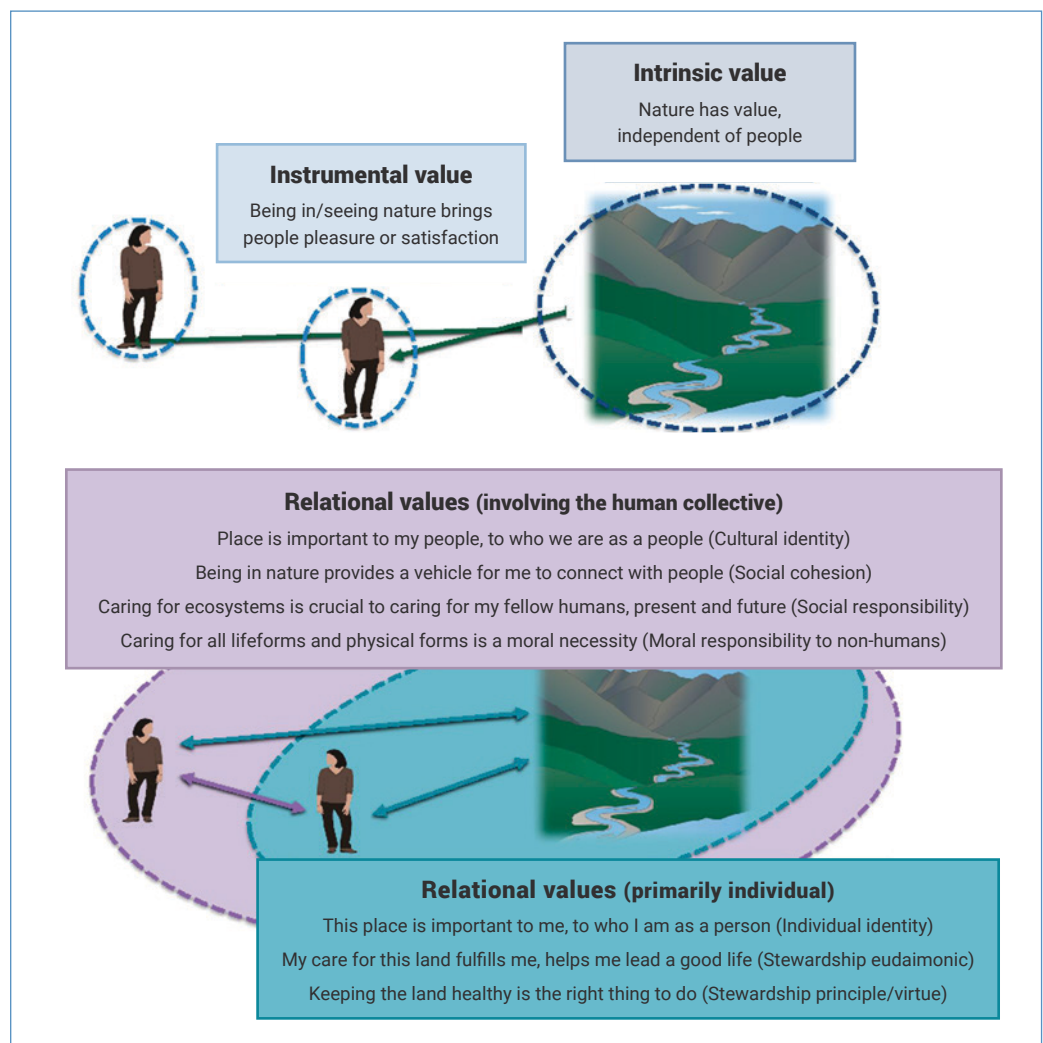 Intrinsic value
Nature has value,
independent of people
Instrumental value
Being in/seeing nature brings
people pleasure or satisfaction
Relational values (involving the human collective)
Place is important to my people, to who we are as a people (Cultural identity)
Being in nature provides a vehicle for me to connect with people (Social cohesion)
Caring for ecosystems is crucial to caring for my fellow humans, present and future (Social responsibility)
Caring for all lifeforms and physical forms is a moral necessity (Moral responsibility to non-humans)
Relational values (primarily individual)
This place is important to me, to who I am as a person (Individual identity)
My care for this land fulfills me, helps me lead a good life (Stewardship eudaimonic)
Keeping the land healthy is the right thing to do (Stewardship principle/virtue)